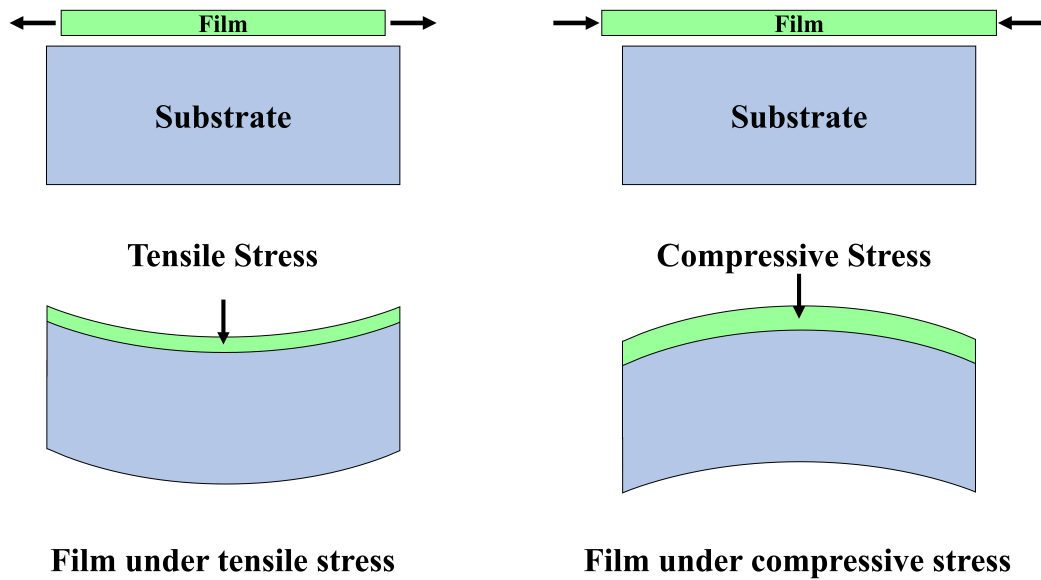 Film
Film
Substrate
Substrate
Tensile Stress
Compressive Stress
Film under tensile stress
Film under compressive stress